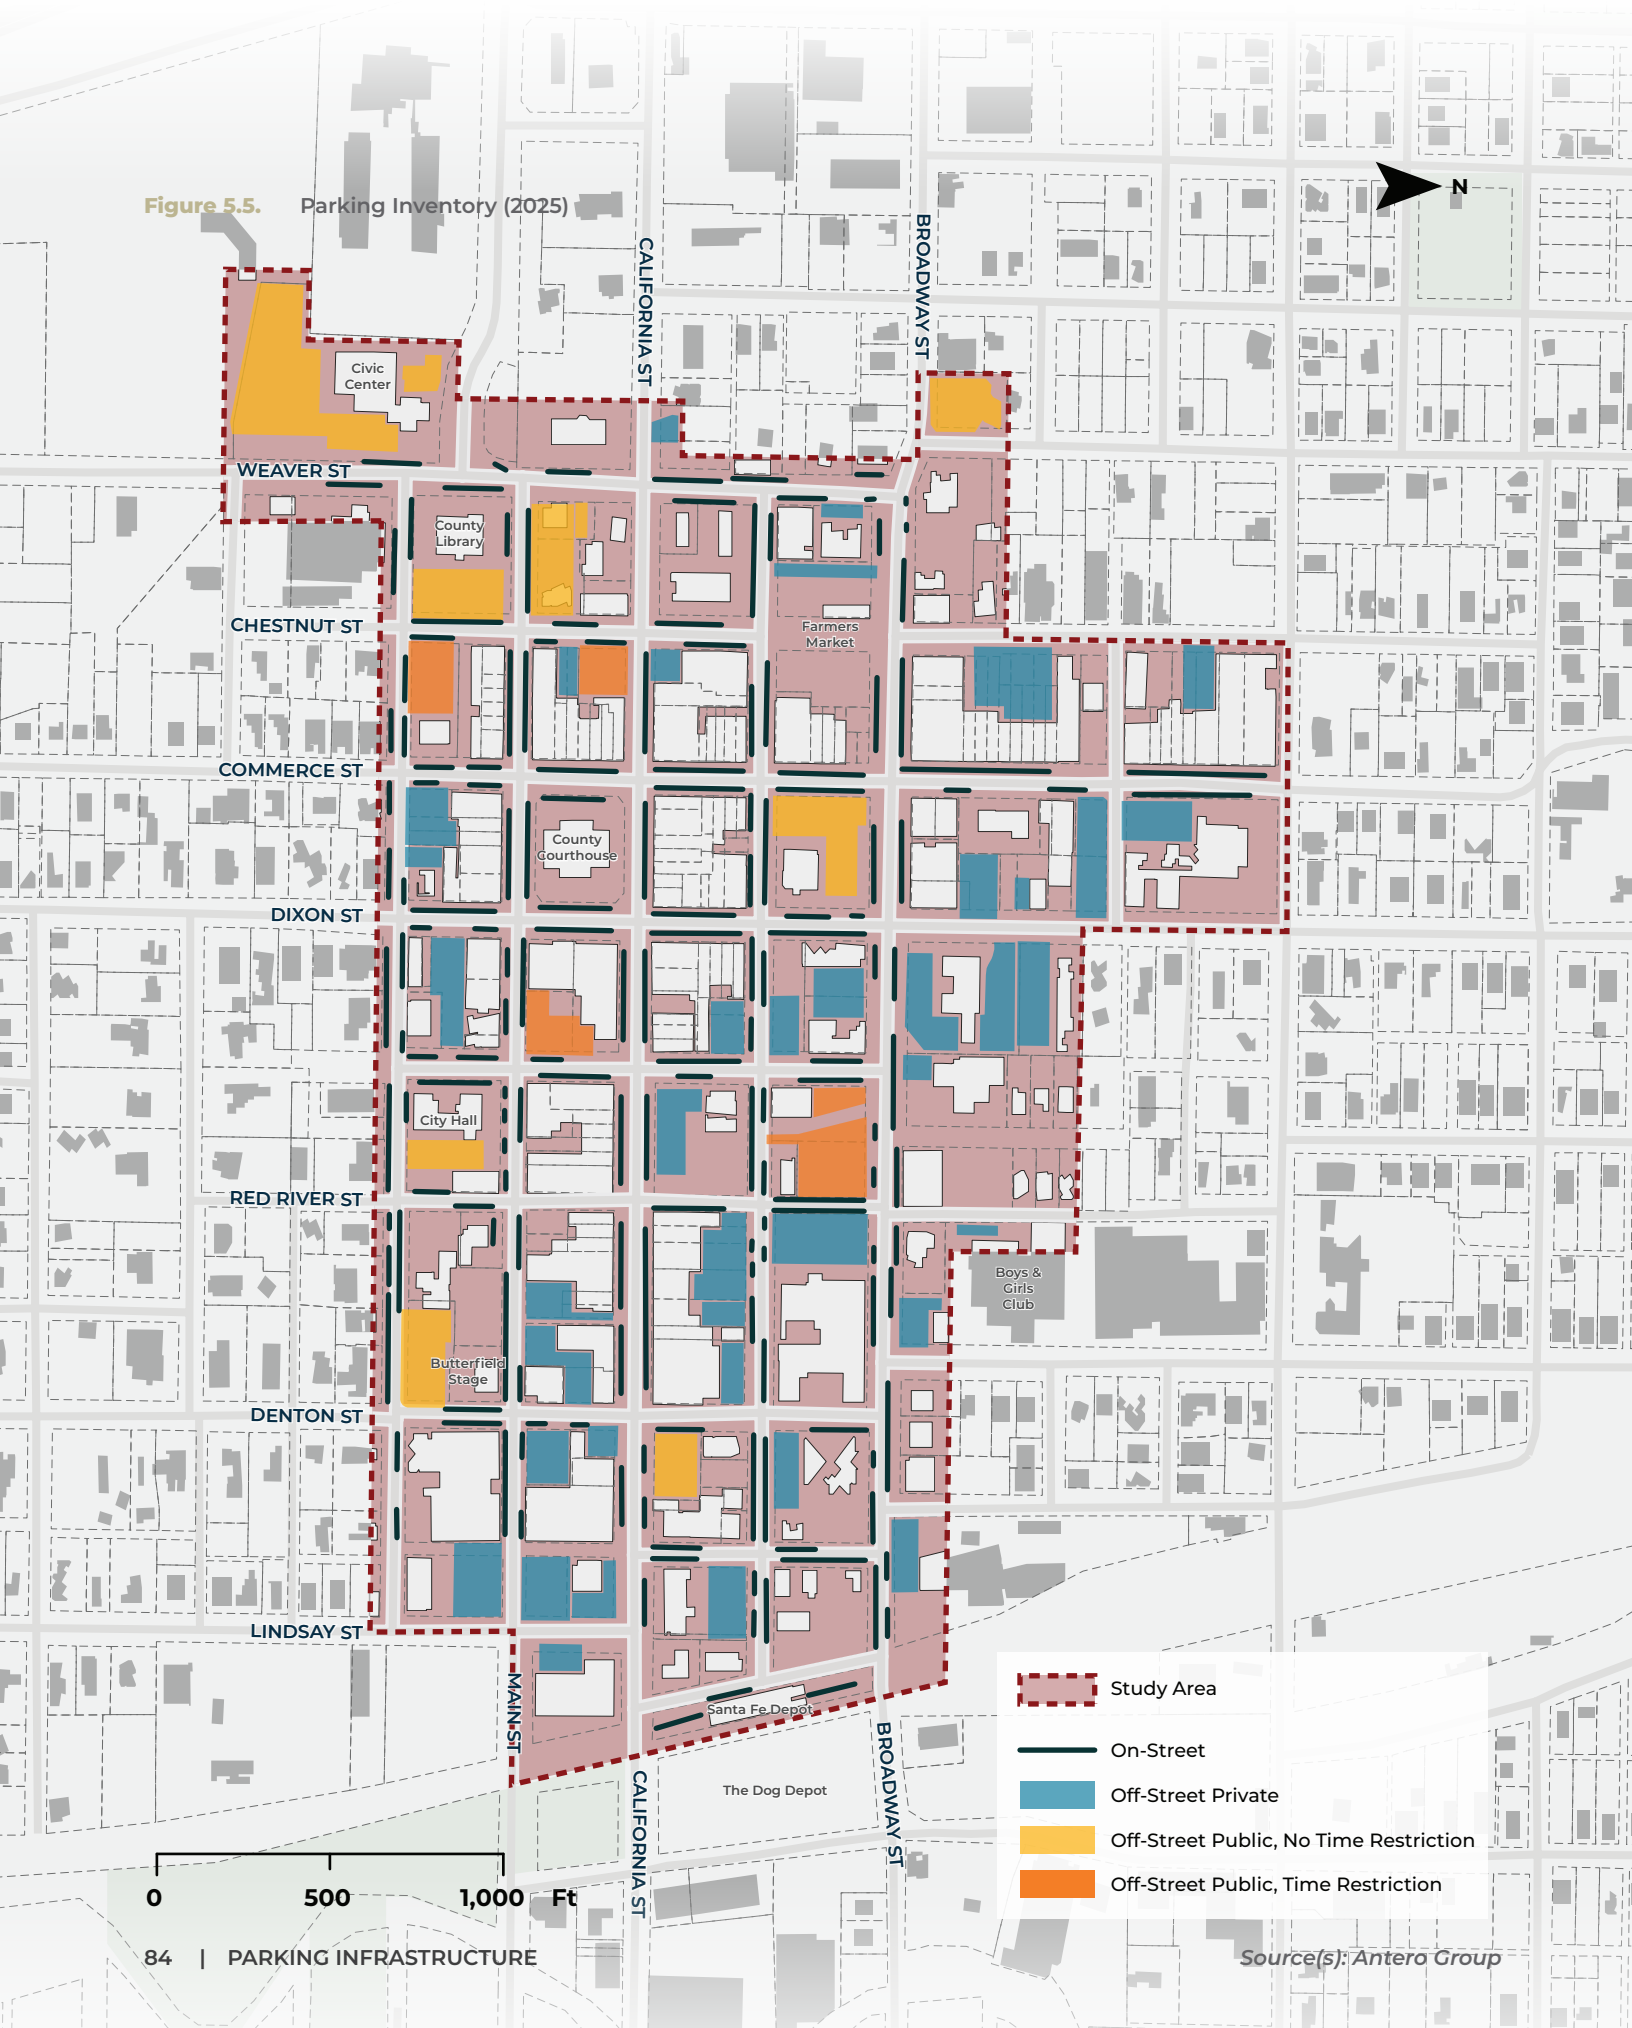 BROADWAY ST
CALIFORNIA ST
N
Figure 5.5. Parking Inventory (2025)
Civic
Center
WEAVER ST
County
Library
CHESTNUT ST
Farmers
Market
COMMERCE ST
County
Courthouse
DIXON ST
City Hall
RED RIVER ST
Boys &
Girls
Club
Butterfield
Stage
DENTON ST
LINDSAY ST
MAIN ST
Santa Fe Depot
BROADWAY ST
CALIFORNIA ST
The Dog Depot
Study Area
On-Street
Off-Street Private
Off-Street Public, No Time Restriction
Off-Street Public, Time Restriction
0 500 1,000 Ft
84 | PARKING INFRASTRUCTURE
Source(s): Antero Group